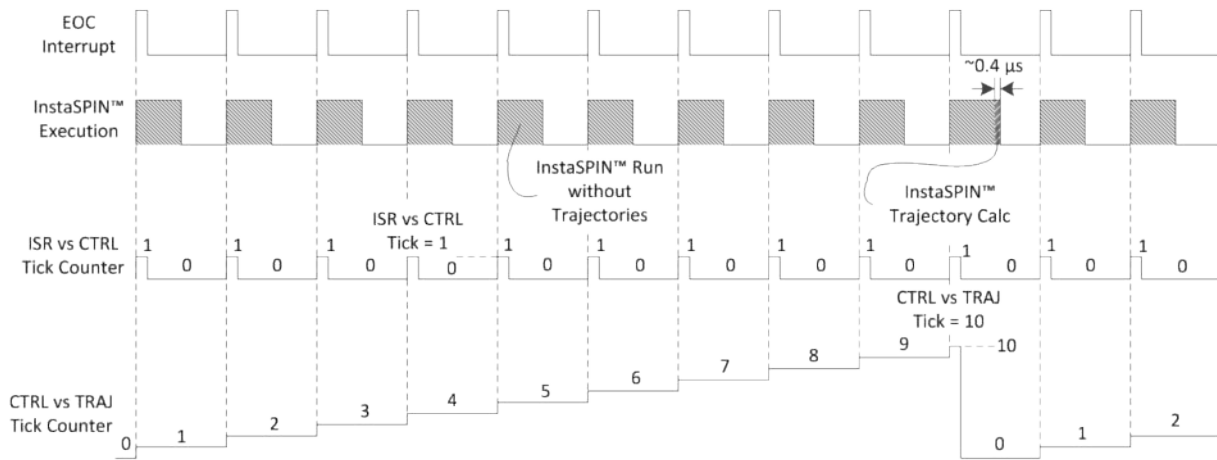 EOC
Interrupt
~0.4 µs
InstaSPIN™
Execution
InstaSPIN™ Run
without
Trajectories
InstaSPIN™
Trajectory Calc
ISR vs CTRL
Tick = 1
ISR vs CTRL
Tick Counter
1 0 1 0 1 0 0 1 0 1 0 1 0 1 0 1 0 1 0 1 0 1 0
CTRL vs TRAJ
Tick = 10
CTRL vs TRAJ
Tick Counter
0 1 2 3 4 5 6 7 8 9 10 0 1 2